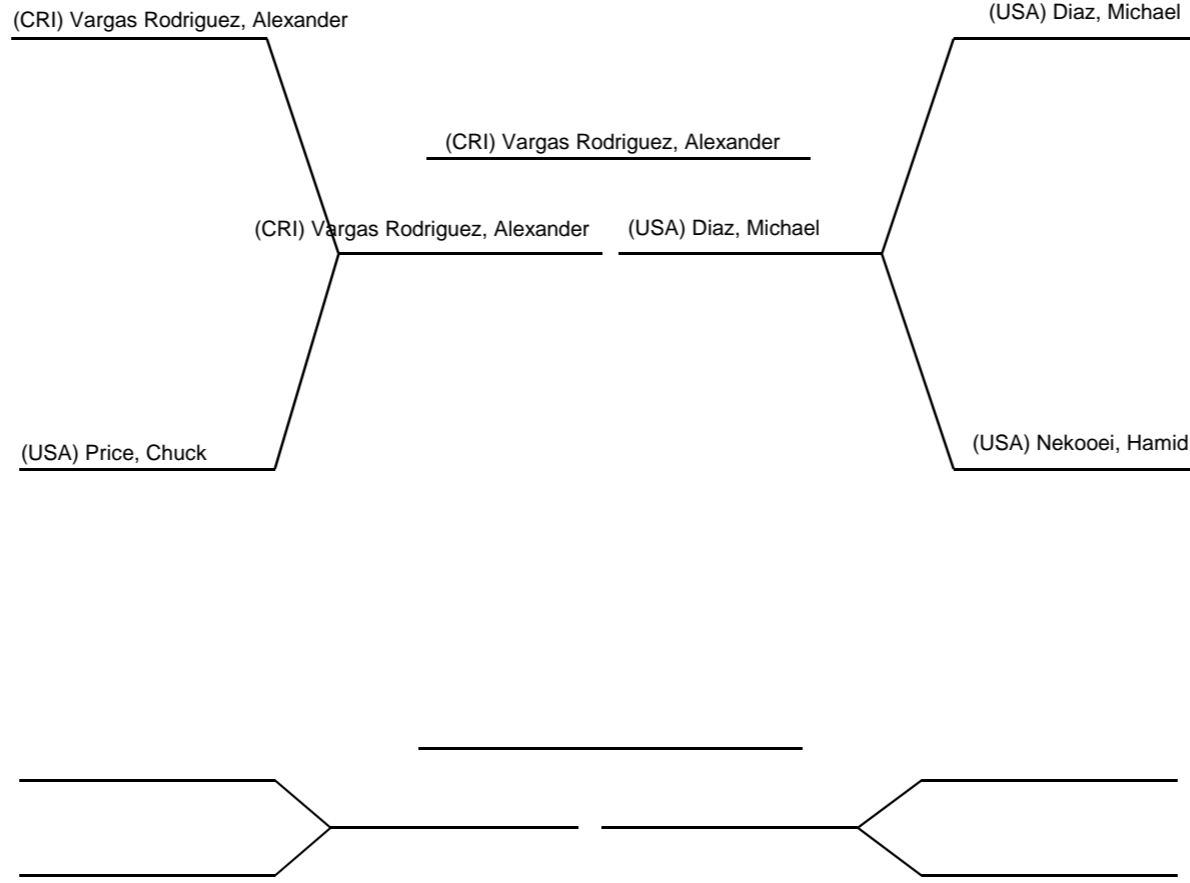 (CRI) Vargas Rodriguez, Alexander
(USA) Diaz, Michael
(CRI) Vargas Rodriguez, Alexander
(CRI) Vargas Rodriguez, Alexander
(USA) Diaz, Michael
(USA) Price, Chuck
(USA) Nekooei, Hamid